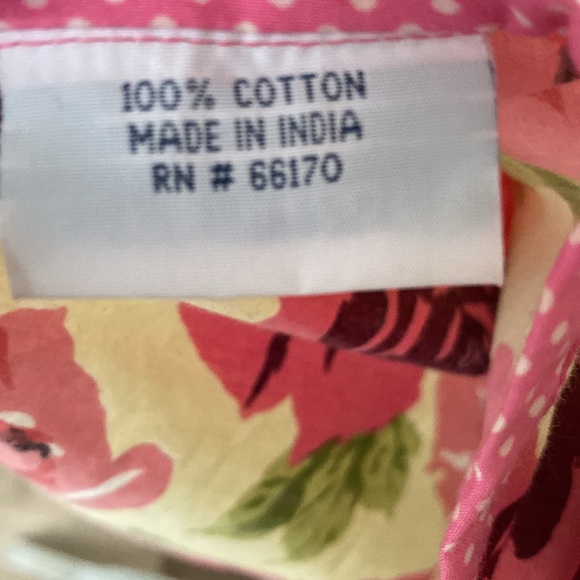 100% COTTON
MADE IN INDIA
RN # 66170